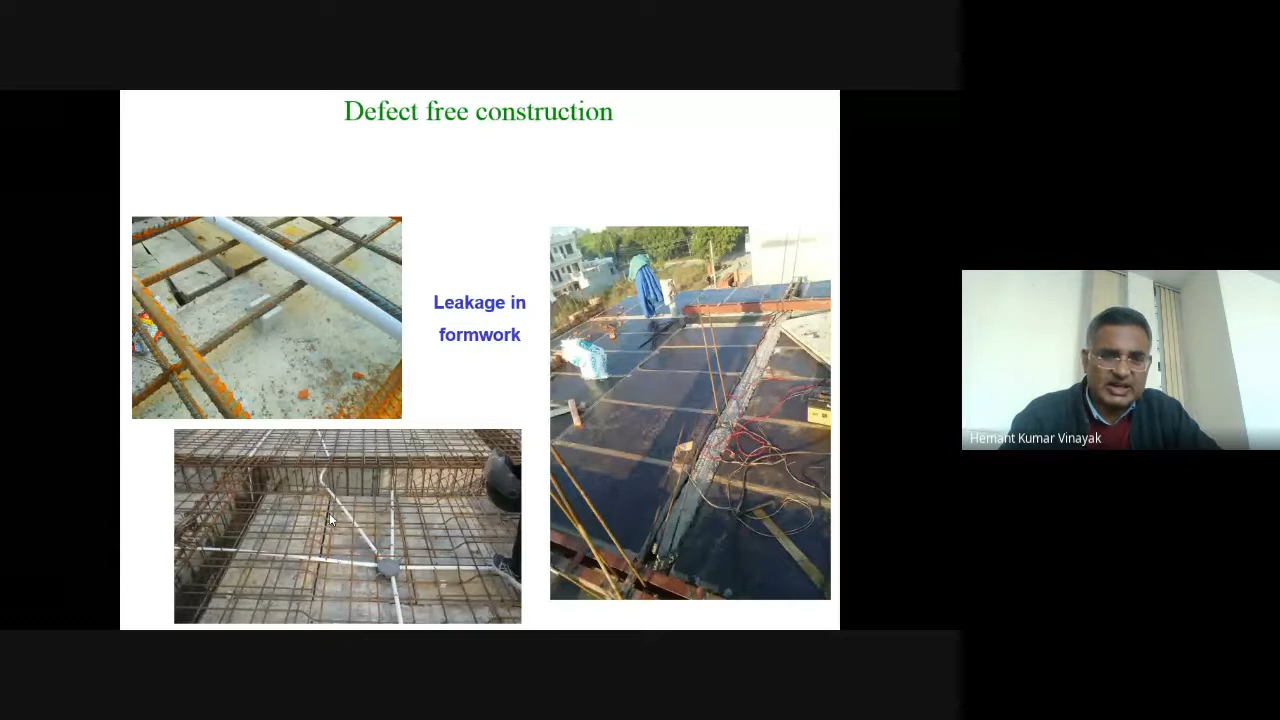 Defect free construction
Leakage in
formwork
Hemant Kumar Vinayak